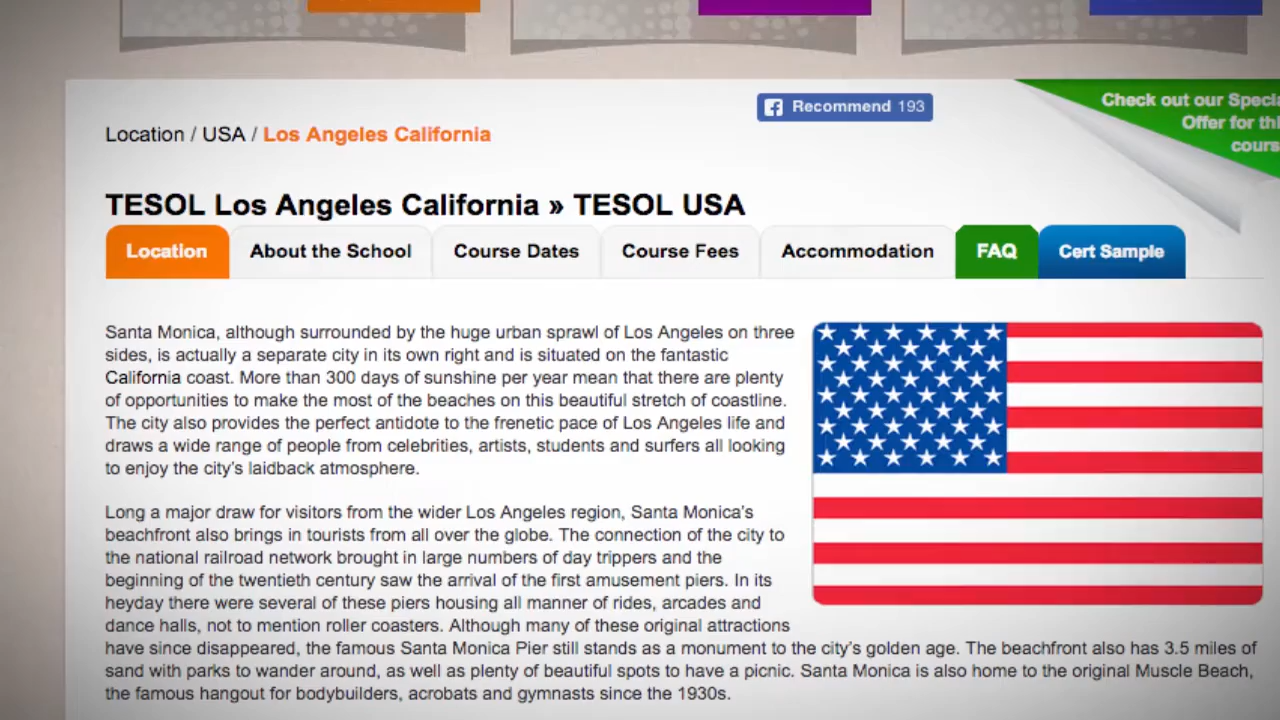 Check out our Specia
Offer for thi
cours
Recommend 193
Location / USA / Los Angeles California
TESOL Los Angeles California » TESOL USA
Location
About the School
Course Dates
Course Fees
Accommodation
FAQ
Cert Sample
Santa Monica, although surrounded by the huge urban sprawl of Los Angeles on three
sides, is actually a separate city in its own right and is situated on the fantastic
California coast. More than 300 days of sunshine per year mean that there are plenty
of opportunities to make the most of the beaches on this beautiful stretch of coastline.
The city also provides the perfect antidote to the frenetic pace of Los Angeles life and
draws a wide range of people from celebrities, artists, students and surfers all looking
to enjoy the city's laidback atmosphere.
Long a major draw for visitors from the wider Los Angeles region, Santa Monica's
beachfront also brings in tourists from all over the globe. The connection of the city to
the national railroad network brought in large numbers of day trippers and the
beginning of the twentieth century saw the arrival of the first amusement piers. In its
heyday there were several of these piers housing all manner of rides, arcades and
dance halls, not to mention roller coasters. Although many of these original attractions
have since disappeared, the famous Santa Monica Pier still stands as a monument to the city's golden age. The beachfront also has 3.5 miles of
sand with parks to wander around, as well as plenty of beautiful spots to have a picnic. Santa Monica is also home to the original Muscle Beach,
the famous hangout for bodybuilders, acrobats and gymnasts since the 1930s.